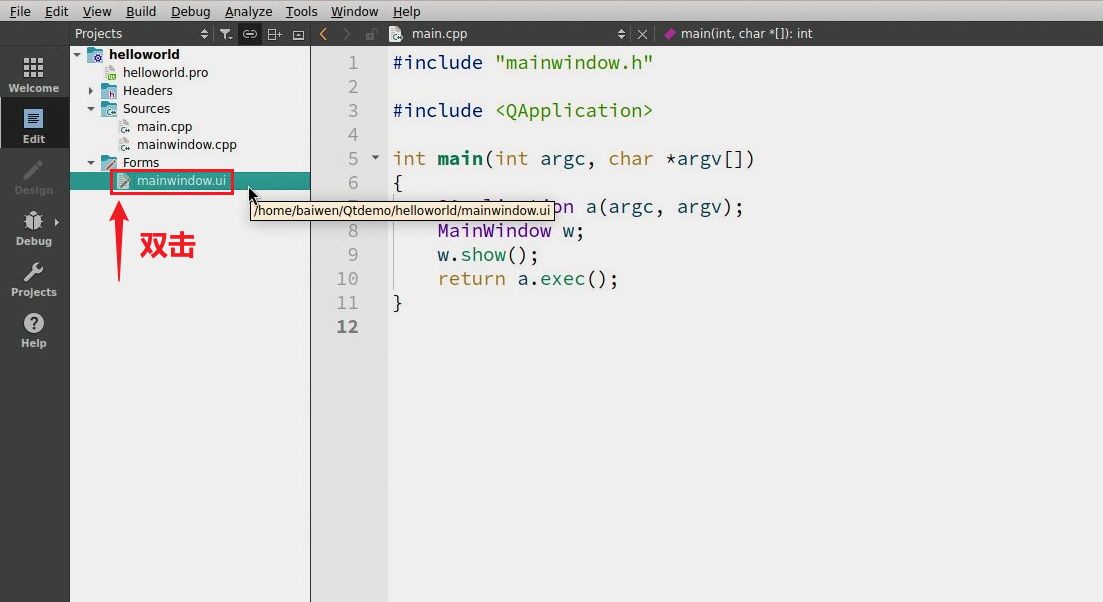 File Edit View Build Debug Analyze Tools Window Help
Projects
main.cpp
main(int, char *[]): int
Welcome
Edit
Design
Debug
Projects
Help
helloworld
helloworld.pro
Headers
Sources
main.cpp
mainwindow.cpp
Forms
mainwindow.ui
双击
/home/baiwen/Qtdemo/helloworld/mainwindow.ui
1 #include "mainwindow.h"
2
3 #include <QApplication>
4
5 int main(int argc, char *argv[])
6 {
a(argc, argv);
8 MainWindow w;
9 w.show();
10 return a.exec();
11 }
12